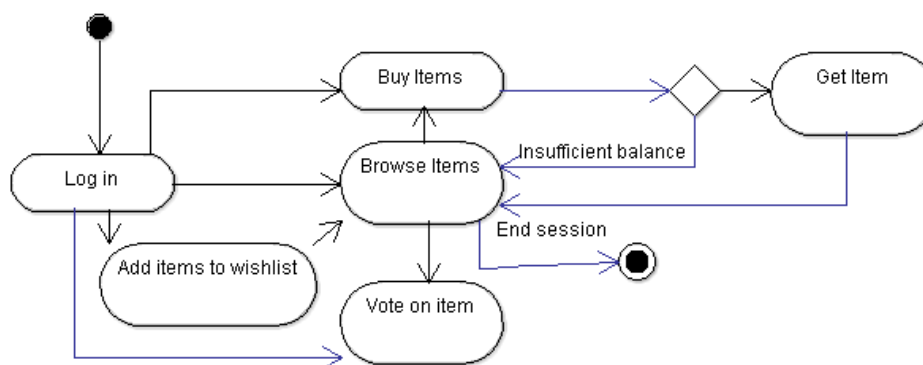 Buy Items
Get Item
Insufficient balance
Log in
Browse Items
End session
Add items to wishlist
Vote on item